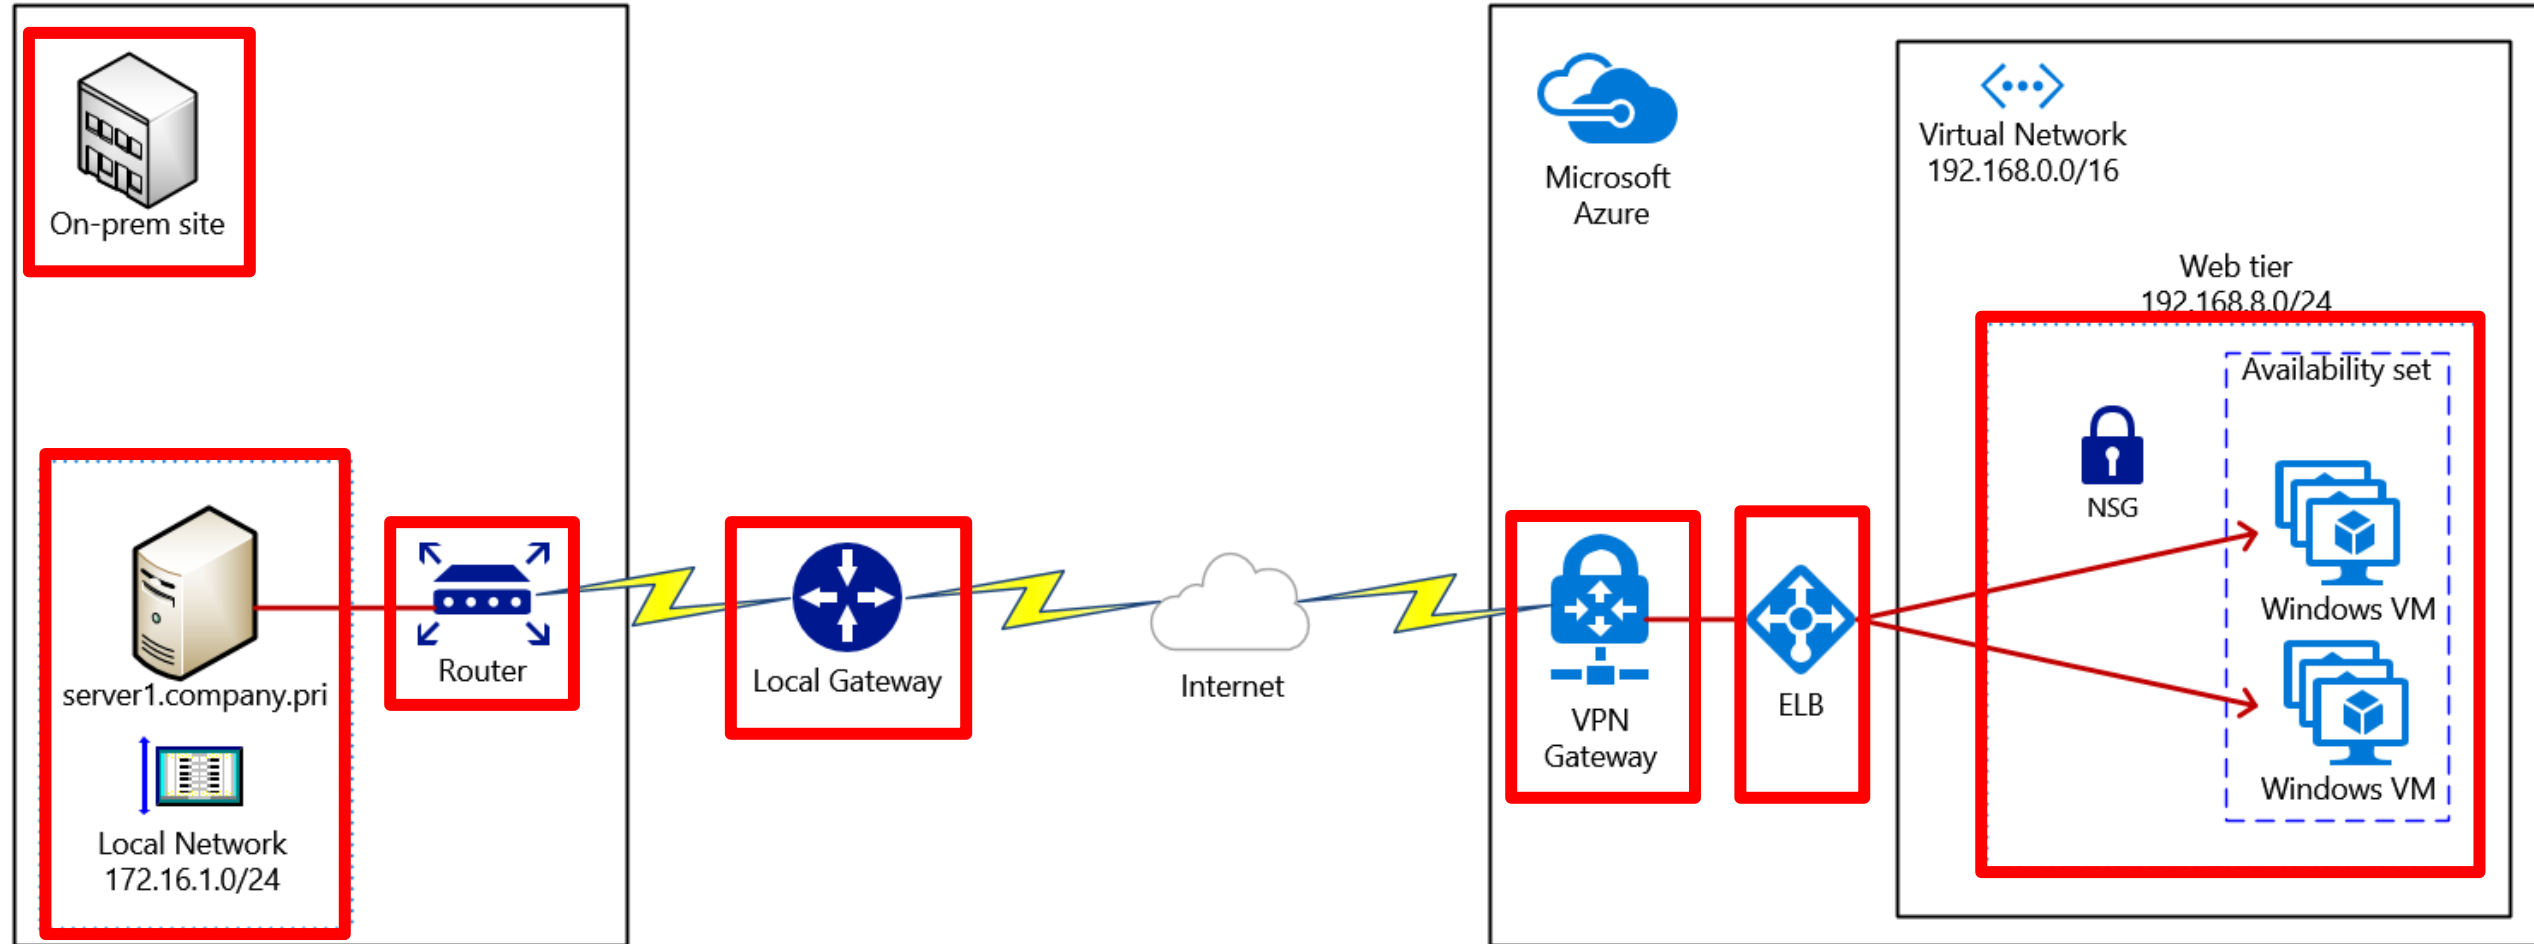 On-prem site
server1.company.pri
Local Network
172.16.1.0/24
Router
Local Gateway
Internet
Microsoft
Azure
VPN
Gateway
ELB
Virtual Network
192.168.0.0/16
Web tier
192.168.8.0/24
Availability set
NSG
Windows VM
Windows VM